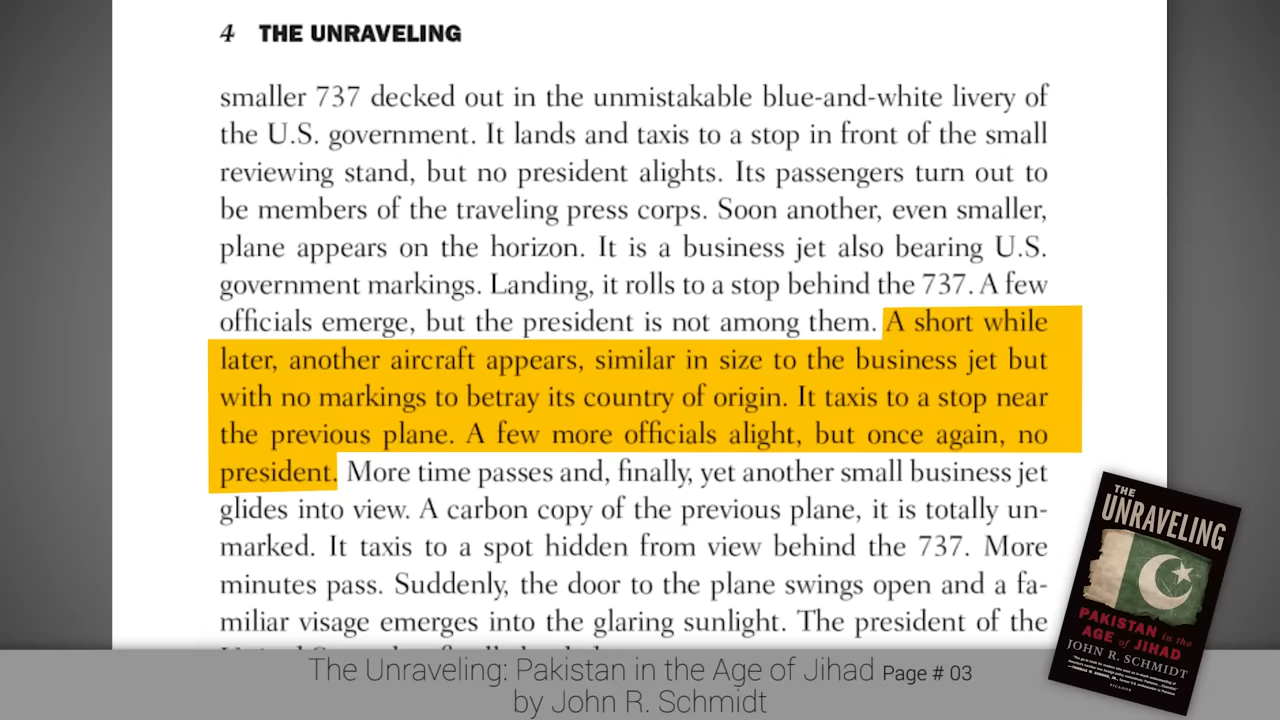 4 THE UNRAVELING
smaller 737 decked out in the unmistakable blue-and-white livery of
the U.S. government. It lands and taxis to a stop in front of the small
reviewing stand, but no president alights. Its passengers turn out to
be members of the traveling press corps. Soon another, even smaller,
plane appears on the horizon. It is a business jet also bearing U.S.
government markings. Landing, it rolls to a stop behind the 737. A few
officials emerge, but the president is not among them. A short while
later, another aircraft appears, similar in size to the business jet but
with no markings to betray its country of origin. It taxis to a stop near
the previous plane. A few more officials alight, but once again, no
president. More time passes and, finally, yet another small business jet
glides into view. A carbon copy of the previous plane, it is totally un-
marked. It taxis to a spot hidden from view behind the 737. More
minutes pass. Suddenly, the door to the plane swings open and a fa-
miliar visage emerges into the glaring sunlight. The president of the
THE
UNRAVELING
PAKISTAN in the
AGE of JIHAD
JOHN R. SCHMIDT
PICADOR
The Unraveling: Pakistan in the Age of Jihad Page # 03
by John R. Schmidt